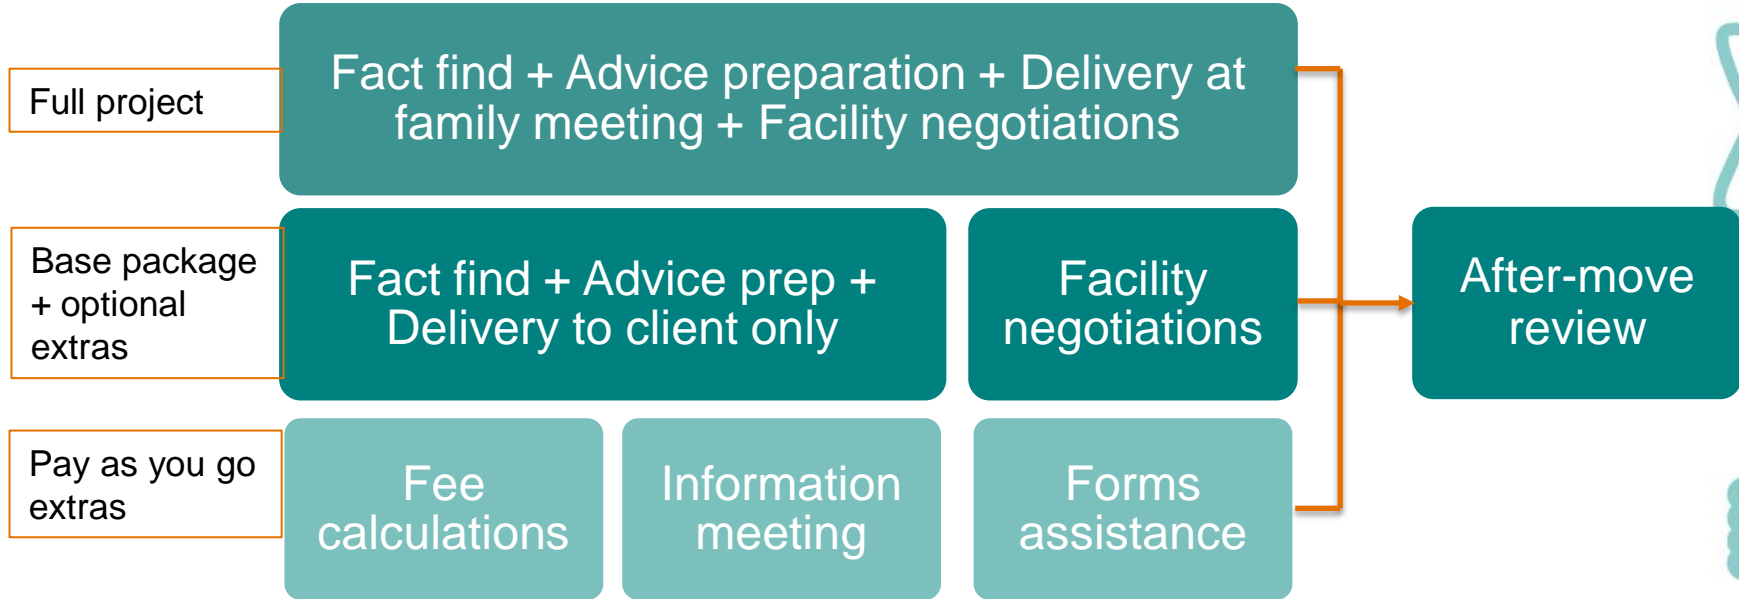 Full project
Fact find + Advice preparation + Delivery at
family meeting + Facility negotiations
Base package
+ optional
extras
Fact find + Advice prep +
Delivery to client only
Facility
negotiations
After-move
review
Pay as you go
extras
Fee
calculations
Information
meeting
Forms
assistance